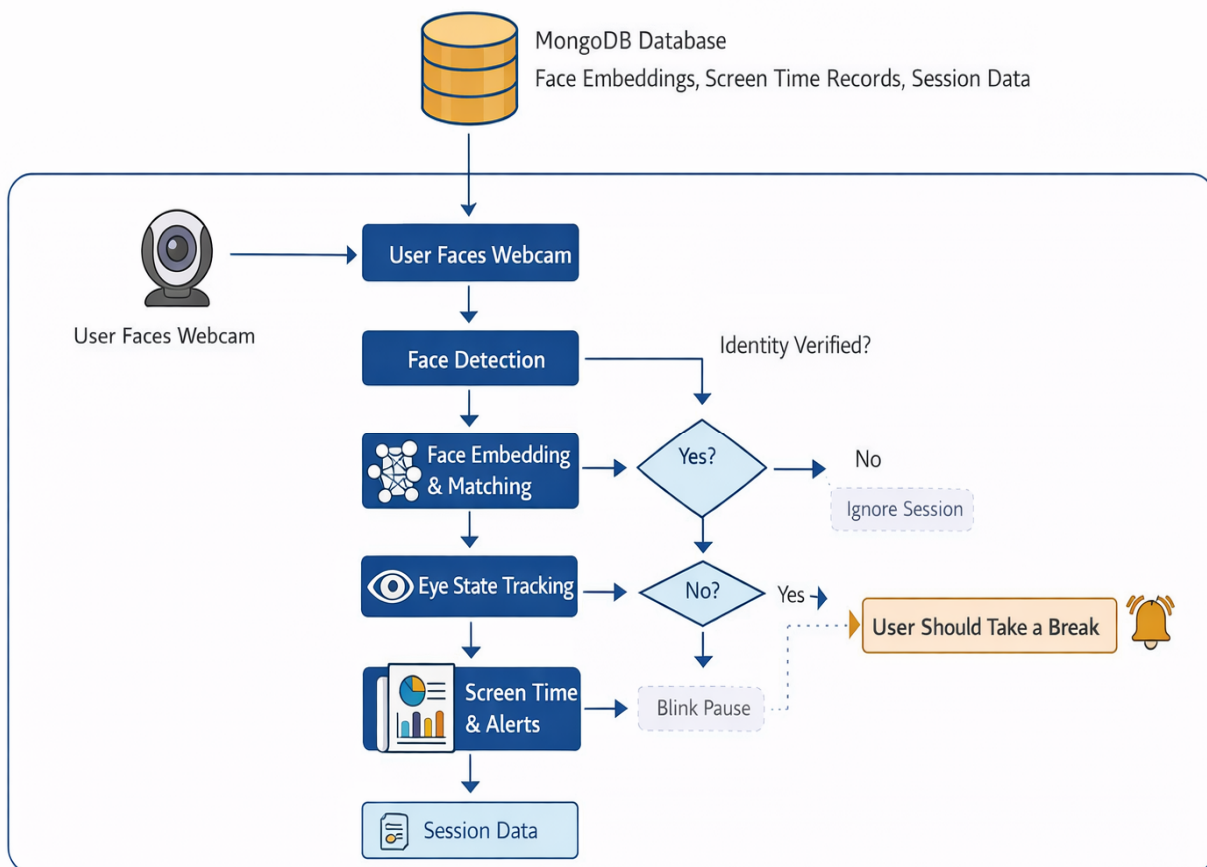 MongoDB Database
Face Embeddings, Screen Time Records, Session Data
User Faces Webcam
User Faces Webcam
Face Detection
Identity Verified?
Face Embedding
& Matching
Yes?
No
Ignore Session
Eye State Tracking
No?
Yes
User Should Take a Break
Screen Time
& Alerts
Blink Pause
Session Data